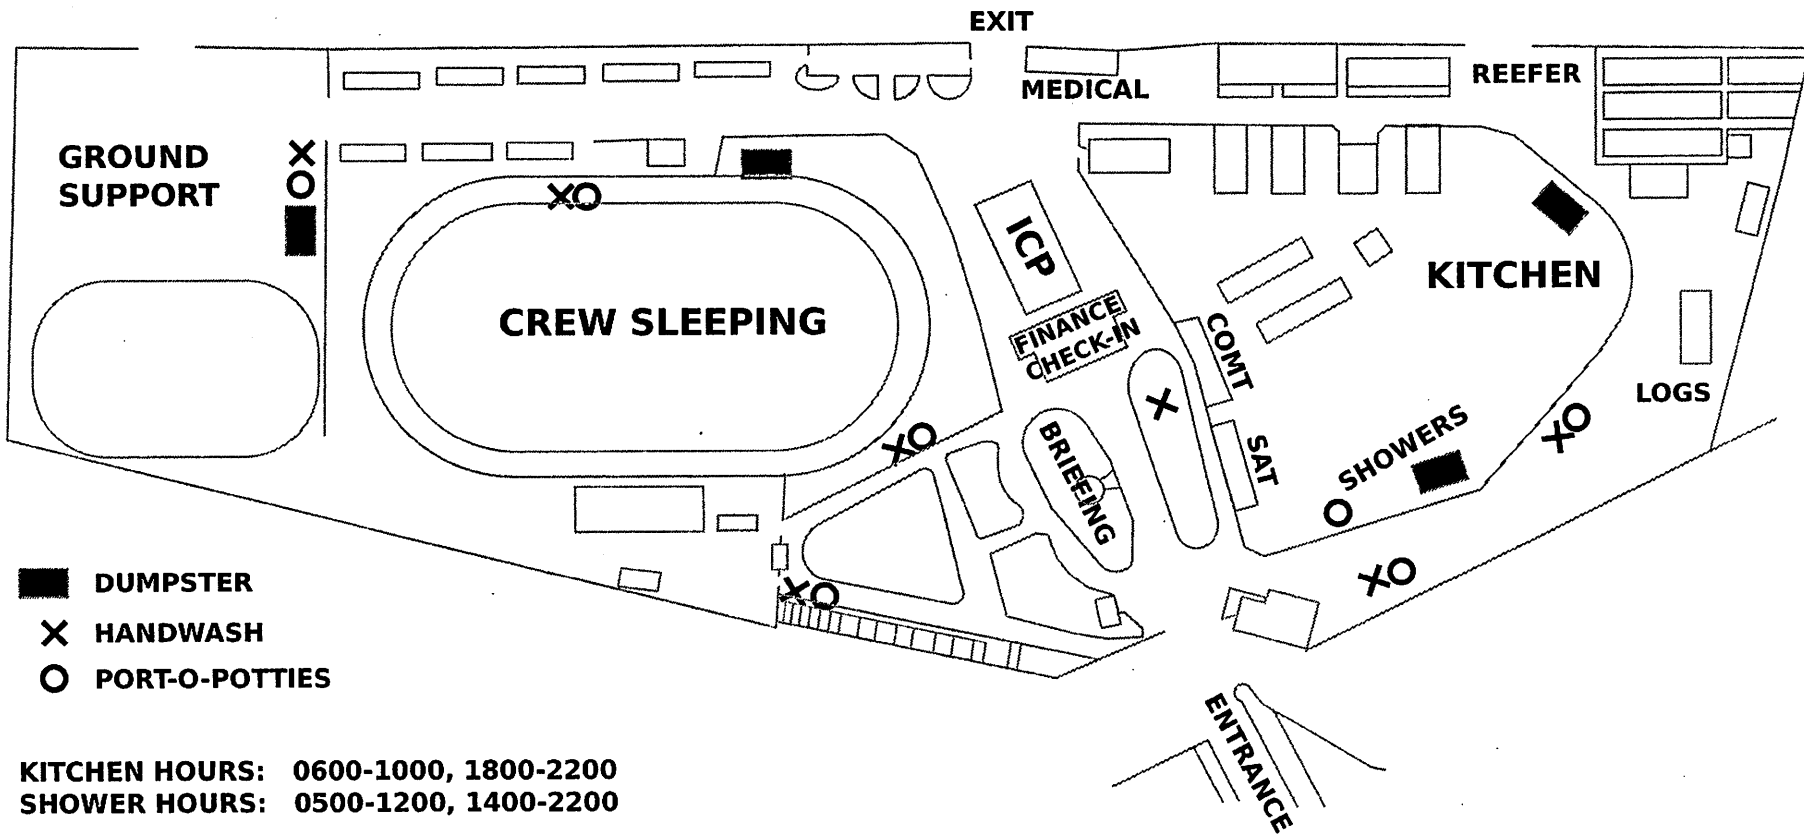 EXIT
MEDICAL
REEFER
GROUND
SUPPORT
ICP
KITCHEN
CREW SLEEPING
FINANCE
CHECK-IN
COMT
LOGS
BRIEFING
SAT
SHOWERS
DUMPSTER
HANDWASH
PORT-O-POTTIES
ENTRANCE
KITCHEN HOURS: 0600-1000, 1800-2200
SHOWER HOURS: 0500-1200, 1400-2200